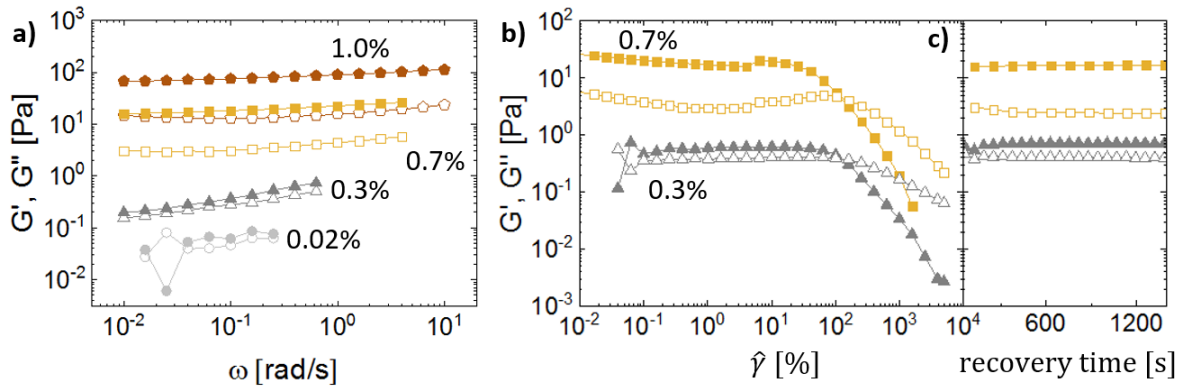 a)
G', G'' [Pa]
10³
10²
10¹
10⁰
10⁻¹
10⁻²
1.0%
0.7%
0.3%
0.02%
10⁻² 10⁻¹ 10⁰ 10¹
ω [rad/s]
b)
G', G'' [Pa]
10²
10¹
10⁰
10⁻¹
10⁻²
10⁻³
0.7%
0.3%
10⁻² 10⁻¹ 10⁰ 10¹ 10² 10³ 10⁴
γ̂ [%]
c)
600 1200
recovery time [s]